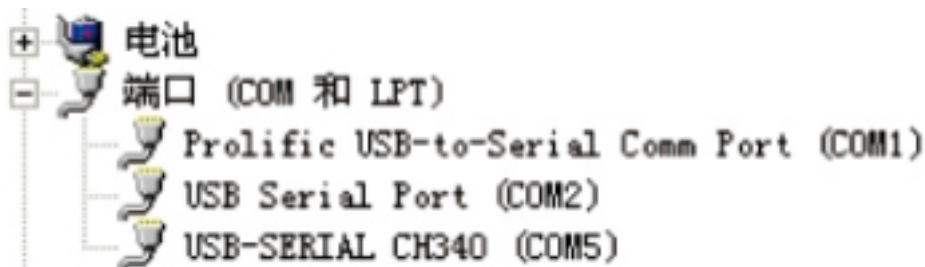 电池
端口 (COM 和 LPT)
Prolific USB-to-Serial Comm Port (COM1)
USB Serial Port (COM2)
USB-SERIAL CH340 (COM5)